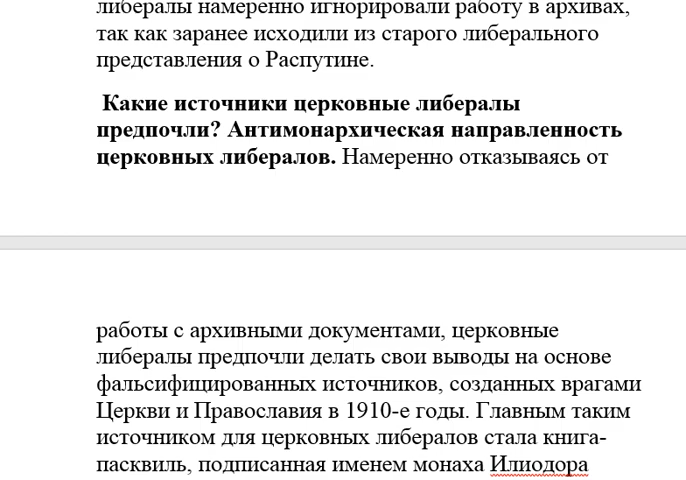 либералы намеренно игнорировали работу в архивах,
так как заранее исходили из старого либерального
представления о Распутине.
Какие источники церковные либералы
предпочли? Антимонархическая направленность
церковных либералов. Намеренно отказываясь от
работы с архивными документами, церковные
либералы предпочли делать свои выводы на основе
фальсифицированных источников, созданных врагами
Церкви и Православия в 1910-е годы. Главным таким
источником для церковных либералов стала книга-
пасквиль, подписанная именем монаха Илиодора